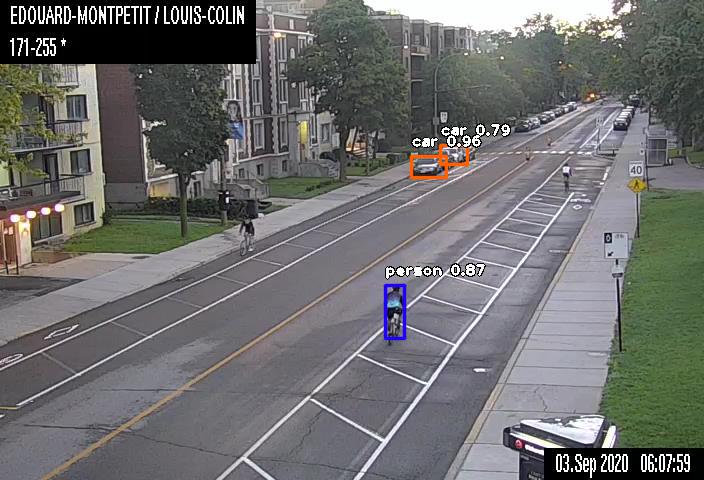 EDOUARD-MONTPETIT / LOUIS-COLIN
171-255 *
car 0.79
car 0.96
40
person 0.87
03.Sep 2020 06:07:59